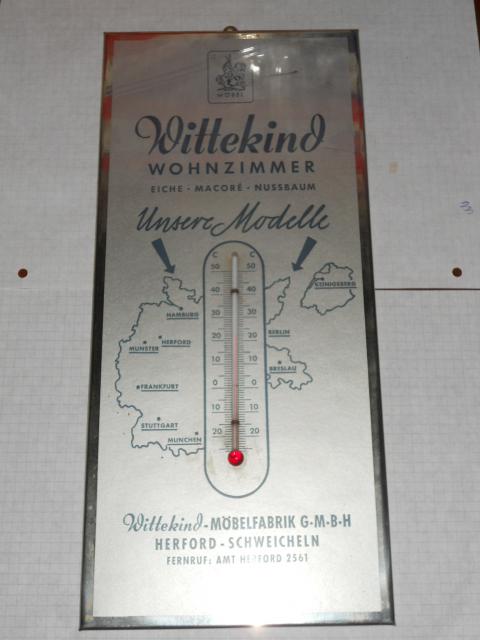 MÖBEL
Wittekind
WOHNZIMMER
EICHE - MACORÉ - NUSSBAUM
Unsere Modelle
C C
50 50
40 40
30 30
20 20
10 10
0 0
10 10
20 20
KÖNIGSBERG
HAMBURG
BERLIN
MÜNSTER HERFORD
BRESLAU
FRANKFURT
STUTTGART
MÜNCHEN
Wittekind-MÖBELFABRIK G·M·B·H
HERFORD - SCHWEICHELN
FERNRUF: AMT HERFORD 2561